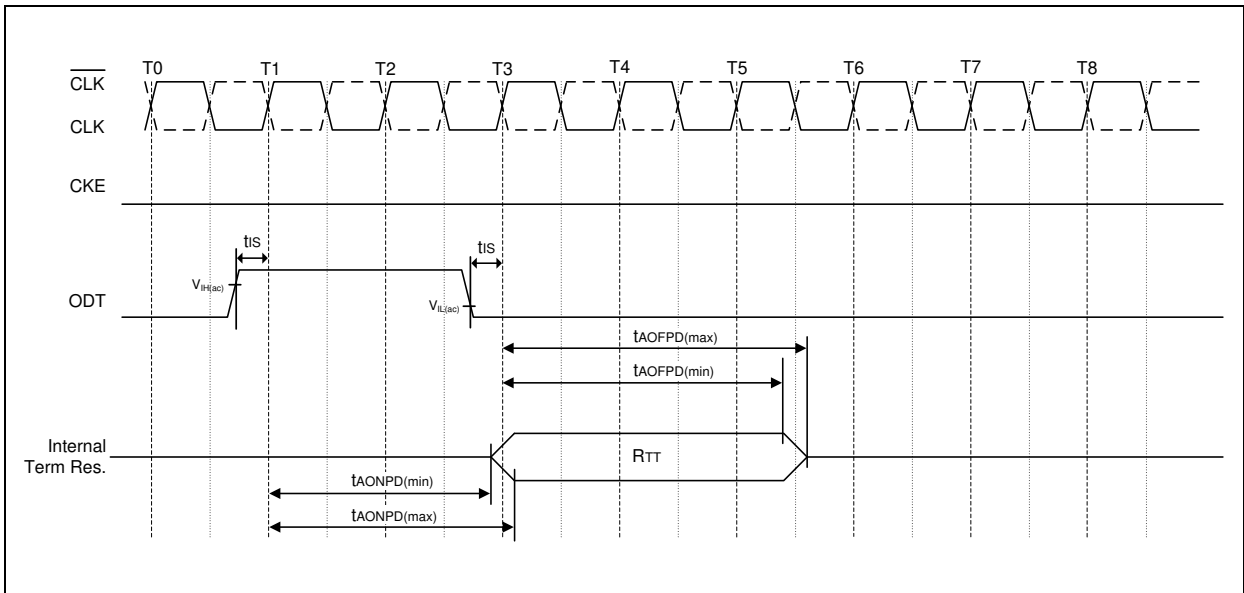 T0 T1 T2 T3 T4 T5 T6 T7 T8
CLK
CLK
CKE
tIS tIS
VIH(ac)
ODT
VIL(ac)
tAOFPD(max)
tAOFPD(min)
Internal
Term Res.
RTT
tAONPD(min)
tAONPD(max)